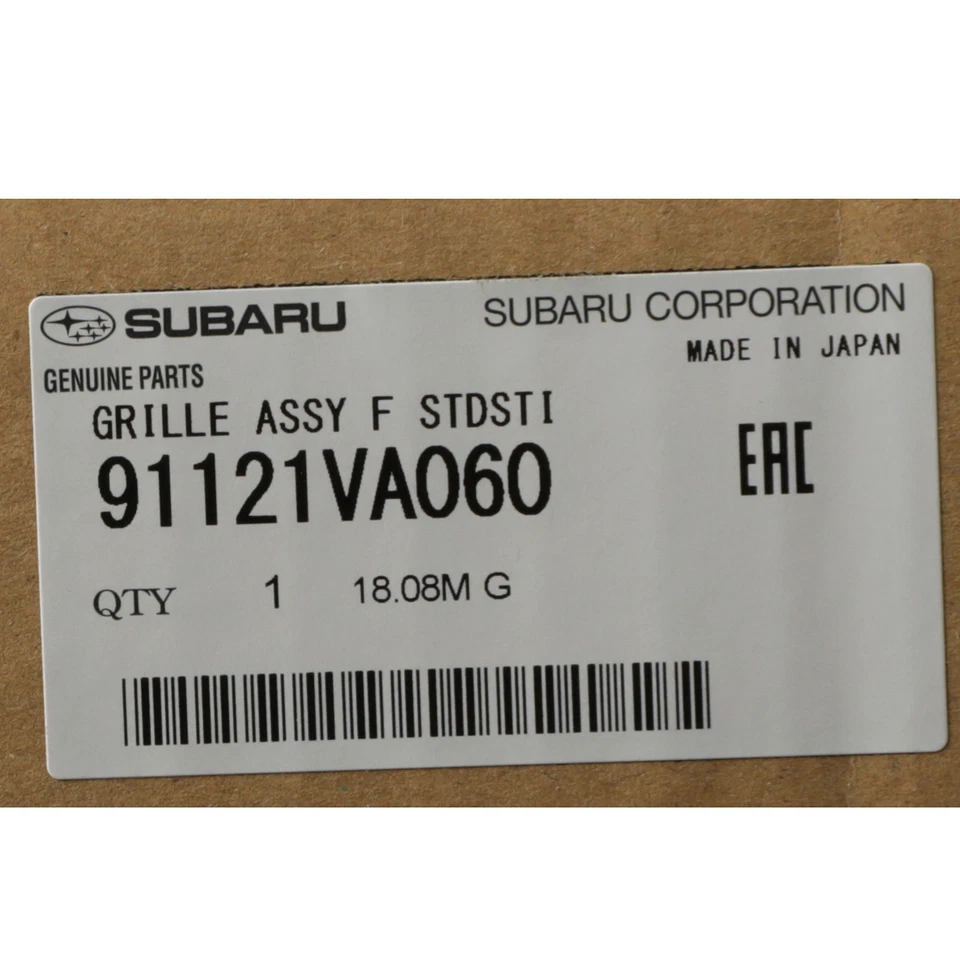 SUBARU
SUBARU CORPORATION
MADE IN JAPAN
GENUINE PARTS
GRILLE ASSY F STDSTI
91121VA060
EAC
QTY 1 18.08M G